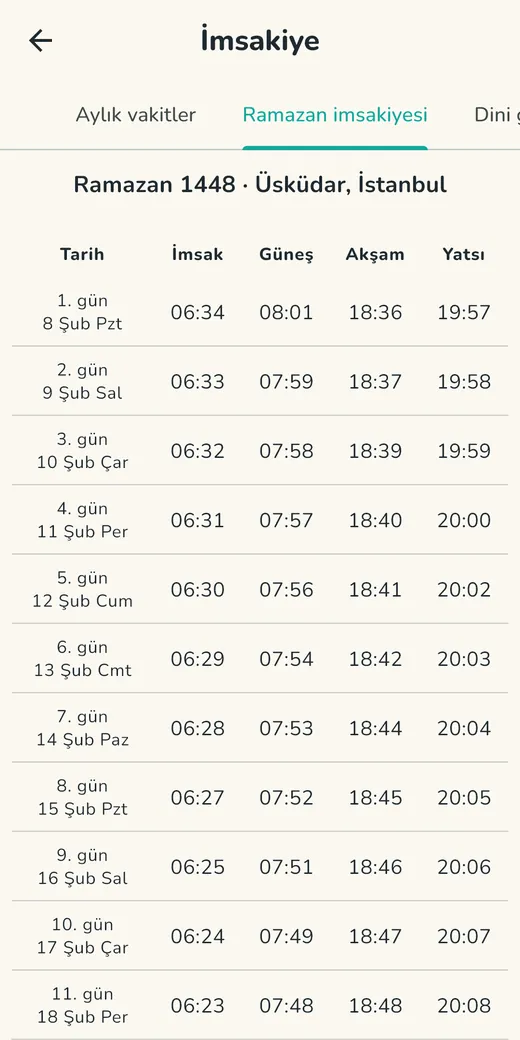 İmsakiye
Aylık vakitler Ramazan imsakiyesi Dini
Ramazan 1448 · Üsküdar, İstanbul
Tarih İmsak Güneş Akşam Yatsı
1. gün
8 Şub Pzt 06:34 08:01 18:36 19:57
2. gün
9 Şub Sal 06:33 07:59 18:37 19:58
3. gün
10 Şub Çar 06:32 07:58 18:39 19:59
4. gün
11 Şub Per 06:31 07:57 18:40 20:00
5. gün
12 Şub Cum 06:30 07:56 18:41 20:02
6. gün
13 Şub Cmt 06:29 07:54 18:42 20:03
7. gün
14 Şub Paz 06:28 07:53 18:44 20:04
8. gün
15 Şub Pzt 06:27 07:52 18:45 20:05
9. gün
16 Şub Sal 06:25 07:51 18:46 20:06
10. gün
17 Şub Çar 06:24 07:49 18:47 20:07
11. gün
18 Şub Per 06:23 07:48 18:48 20:08